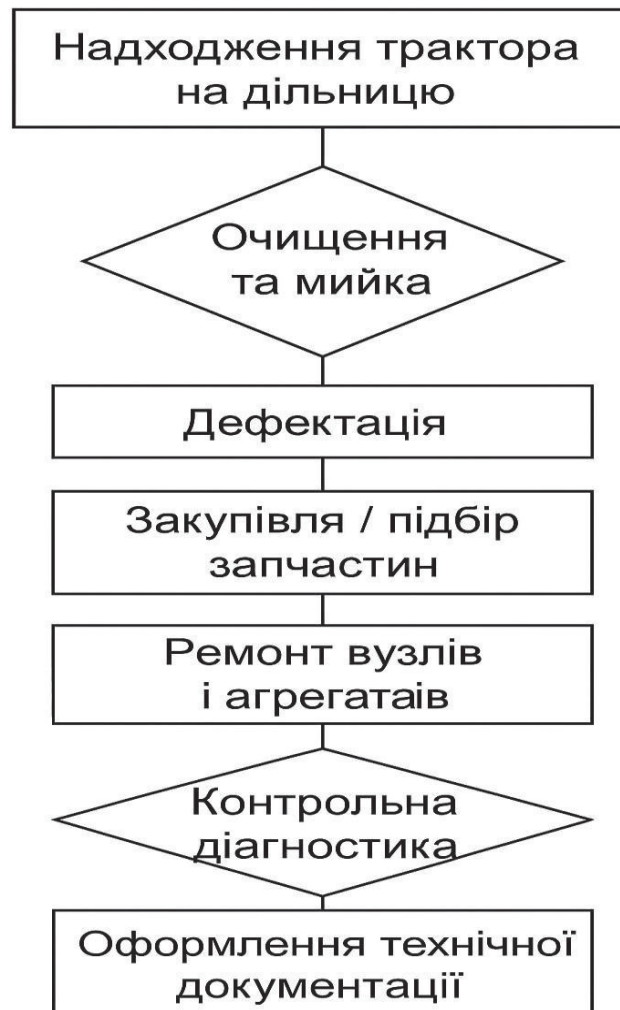 Надходження трактора
на дільницю
Очищення
та мийка
Дефектація
Закупівля / підбір
запчастин
Ремонт вузлів
і агрегатаів
Контрольна
діагностика
Оформлення технічної
документації